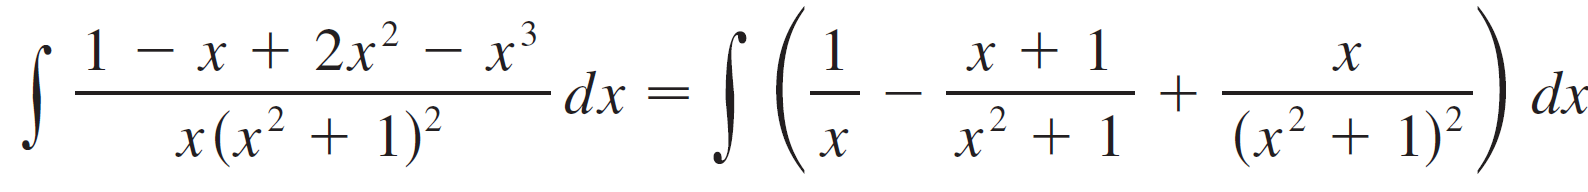 ∫ (1 − x + 2x² − x³)/(x(x² + 1)²) dx = ∫ (1/x − (x + 1)/(x² + 1) + x/(x² + 1)²) dx